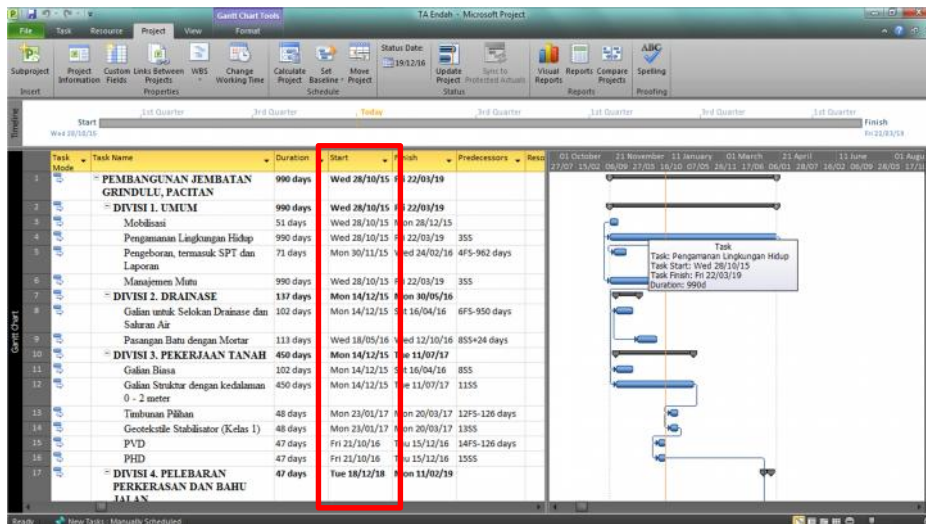 Gantt Chart Tools
TA Endah - Microsoft Project
File Task Resource Project View Format
Subproject
Project Information
Custom Fields
Links Between Projects
WBS
Change Working Time
Calculate Project
Set Baseline
Move Project
Status Date:
19/12/16
Update Project
Sync to Protected Actuals
Visual Reports
Reports
Compare Projects
ABC
Spelling
Insert Properties Schedule Status Reports Proofing
Timeline
1st Quarter 3rd Quarter Today 3rd Quarter 1st Quarter 3rd Quarter 1st Quarter
Start
Wed 28/10/15
Finish
Fri 22/03/19
Task Mode Task Name Duration Start Finish Predecessors Reso
01 October 21 November 11 January 01 March 21 April 11 June 01 Augu
1 PEMBANGUNAN JEMBATAN 990 days Wed 28/10/15 22/03/19
GRINDULU, PACITAN
2 DIVISI 1. UMUM 990 days Wed 28/10/15 22/03/19
3 Mobilisasi 51 days Wed 28/10/15 28/12/15
4 Pengamanan Lingkungan Hidup 990 days Wed 28/10/15 22/03/19 3SS
5 Pengeboran, termasuk SPT dan 71 days Mon 30/11/15 24/02/16 4FS-962 days
Laporan
6 Manajemen Mutu 990 days Wed 28/10/15 22/03/19 3SS
7 DIVISI 2. DRAINASE 137 days Mon 14/12/15 30/05/16
8 Galian untuk Selokan Drainase dan 102 days Mon 14/12/15 16/04/16 6FS-950 days
Saluran Air
9 Pasangan Batu dengan Mortar 113 days Wed 18/05/16 12/10/16 8SS+24 days
10 DIVISI 3. PEKERJAAN TANAH 450 days Mon 14/12/15 11/07/17
11 Galian Biasa 102 days Mon 14/12/15 16/04/16 8SS
12 Galian Struktur dengan kedalaman 450 days Mon 14/12/15 11/07/17 11SS
0 - 2 meter
13 Timbunan Pilihan 48 days Mon 23/01/17 20/03/17 12FS-126 days
14 Geotekstile Stabilisator (Kelas 1) 48 days Mon 23/01/17 20/03/17 13SS
15 PVD 47 days Fri 21/10/16 15/12/16 14FS-126 days
16 PHD 47 days Fri 21/10/16 15/12/16 15SS
17 DIVISI 4. PELEBARAN 47 days Tue 18/12/18 11/02/19
PERKERASAN DAN BAHU
JALAN
Task
Task: Pengamanan Lingkungan Hidup
Task Start: Wed 28/10/15
Task Finish: Fri 22/03/19
Duration: 990d
Gantt Chart
Ready New Tasks : Manually Scheduled